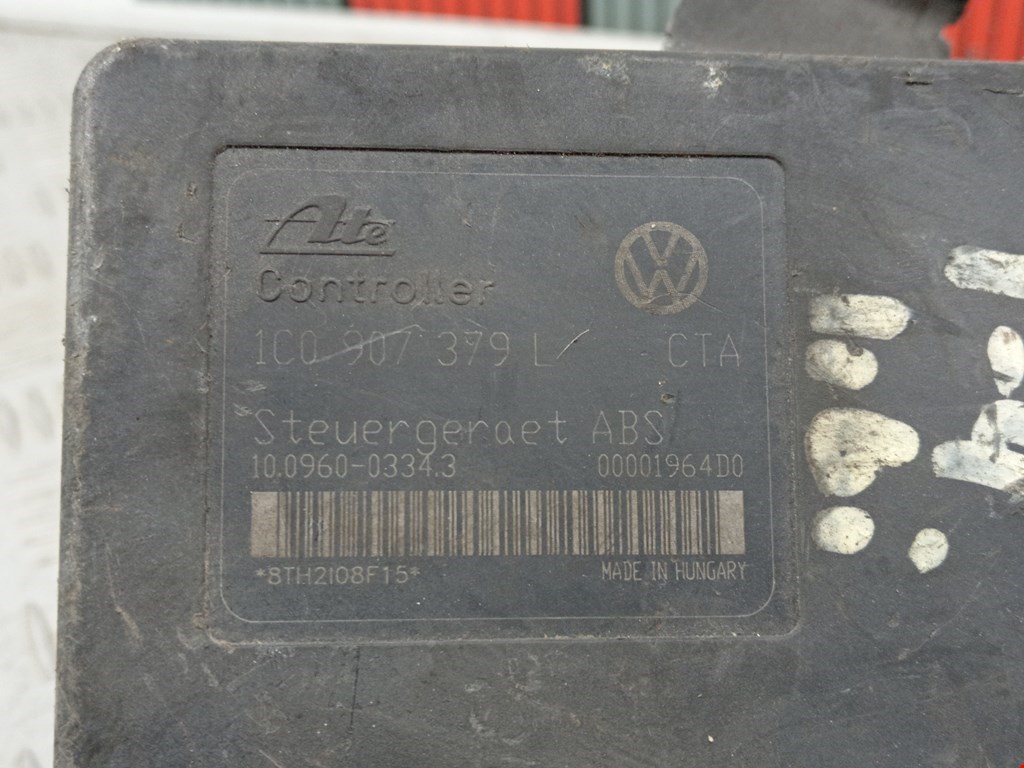 Ate
Controller
1C0 907 379 L CTA
Steuergeraet ABS
10.0960-0334.3 00001964D0
*8TH2I08F15* MADE IN HUNGARY